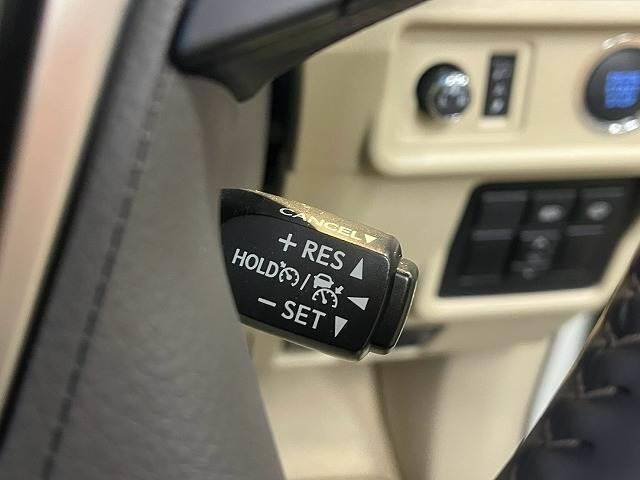 CANCEL▼
+ RES ▲
HOLD / ◀
− SET ▼